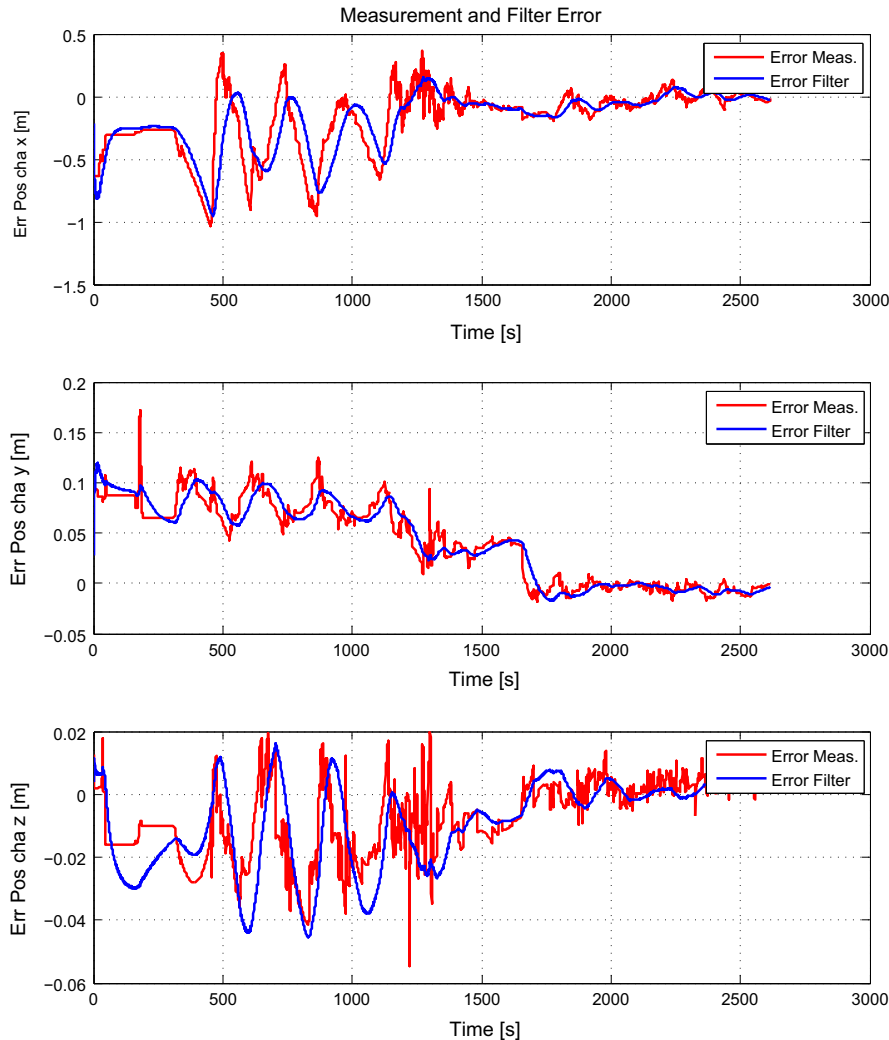 Measurement and Filter Error
0.5
0
−0.5
−1
−1.5
Err Pos cha x [m]
Error Meas.
Error Filter
0 500 1000 1500 2000 2500 3000
Time [s]
0.2
0.15
0.1
0.05
0
−0.05
Err Pos cha y [m]
Error Meas.
Error Filter
0 500 1000 1500 2000 2500 3000
Time [s]
0.02
0
−0.02
−0.04
−0.06
Err Pos cha z [m]
Error Meas.
Error Filter
0 500 1000 1500 2000 2500 3000
Time [s]